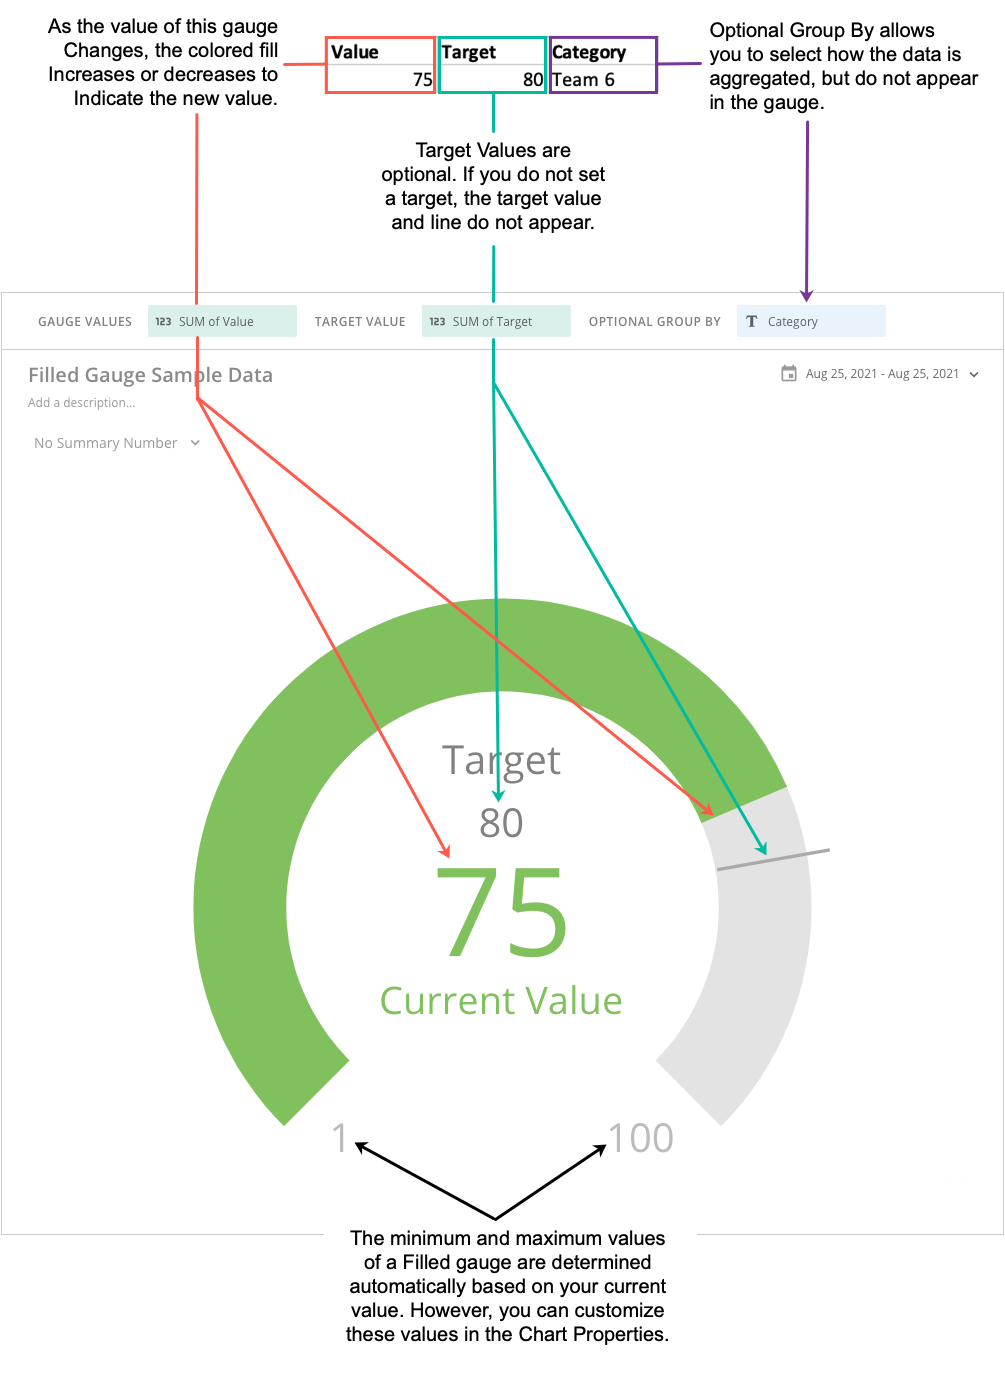 As the value of this gauge
Changes, the colored fill
Increases or decreases to
Indicate the new value.
Value Target Category
75 80 Team 6
Optional Group By allows
you to select how the data is
aggregated, but do not appear
in the gauge.
Target Values are
optional. If you do not set
a target, the target value
and line do not appear.
GAUGE VALUES 123 SUM of Value TARGET VALUE 123 SUM of Target OPTIONAL GROUP BY T Category
Filled Gauge Sample Data
Aug 25, 2021 - Aug 25, 2021
Add a description...
No Summary Number
Target
80
75
Current Value
1 100
The minimum and maximum values
of a Filled gauge are determined
automatically based on your current
value. However, you can customize
these values in the Chart Properties.